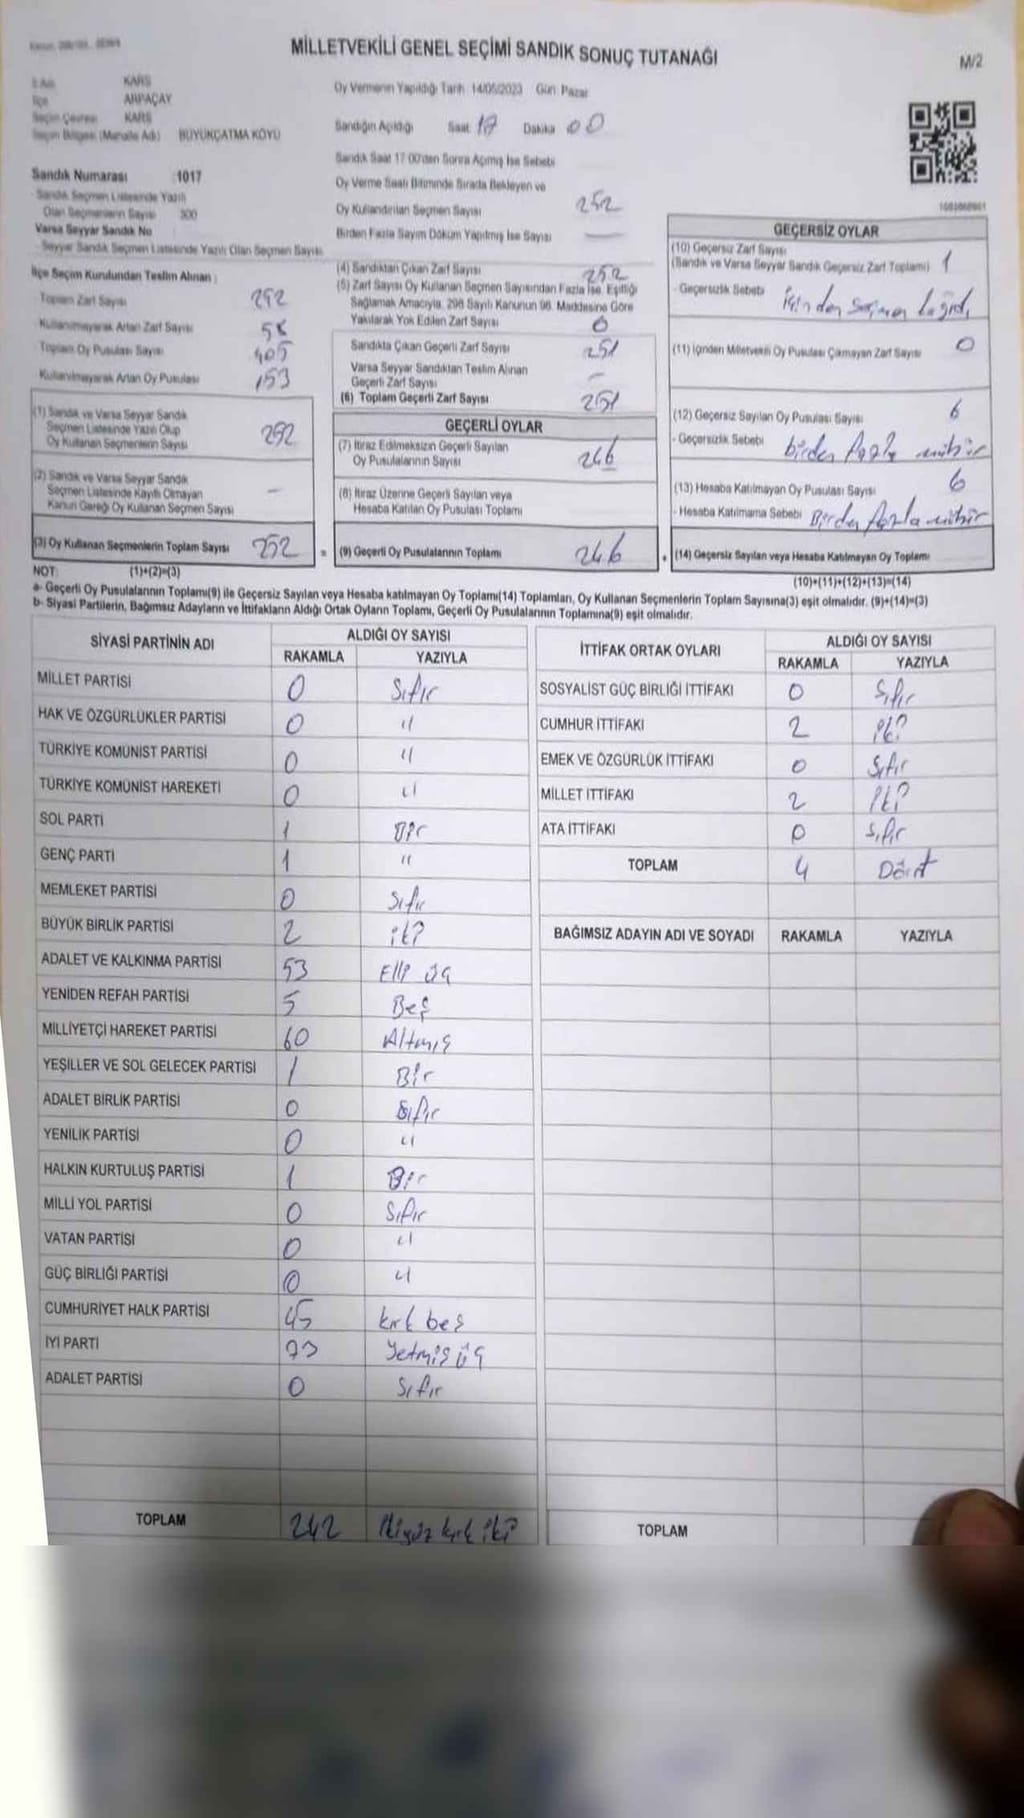 MİLLETVEKİLİ GENEL SEÇİMİ SANDIK SONUÇ TUTANAĞI
M/2
KARS
İlçe ARPAÇAY
Seçim Çevresi KARS
Seçim Bölgesi (Mahalle Adı) BÜYÜKÇATMA KÖYÜ
Sandık Numarası :1017
Sandık Seçmen Listesinde Yazılı
Olan Seçmenlerin Sayısı 300
Varsa Seyyar Sandık No
Seyyar Sandık Seçmen Listesinde Yazılı Olan Seçmen Sayısı
İlçe Seçim Kurulundan Teslim Alınan :
Toplam Zarf Sayısı
Kullanılmayarak Artan Zarf Sayısı
Toplam Oy Pusulası Sayısı 405
Kullanılmayarak Artan Oy Pusulası 153
(1) Sandık ve Varsa Seyyar Sandık
Seçmen Listesinde Yazılı Olup
Oy Kullanan Seçmenlerin Sayısı
(2) Sandık ve Varsa Seyyar Sandık
Seçmen Listesinde Kayıtlı Olmayan
Kanun Gereği Oy Kullanan Seçmen Sayısı –
(3) Oy Kullanan Seçmenlerin Toplam Sayısı 252 =
Oy Vermenin Yapıldığı Tarih 14/05/2023 Gün Pazar
Sandığın Açıldığı Saat 17 Dakika 00
Sandık Saat 17:00'den Sonra Açılmış İse Sebebi
Oy Verme Saati Bitiminde Sırada Bekleyen ve
Oy Kullandırılan Seçmen Sayısı 252
Birden Fazla Sayım Döküm Yapılmış İse Sayısı —
(4) Sandıktan Çıkan Zarf Sayısı 252
(5) Zarf Sayısı Oy Kullanan Seçmen Sayısından Fazla İse, Eşitliği
Sağlamak Amacıyla, 298 Sayılı Kanunun 98. Maddesine Göre
Yakılarak Yok Edilen Zarf Sayısı 0
Sandıkta Çıkan Geçerli Zarf Sayısı 251
Varsa Seyyar Sandıktan Teslim Alınan
Geçerli Zarf Sayısı –
(6) Toplam Geçerli Zarf Sayısı 251
GEÇERLİ OYLAR
(7) İtiraz Edilmeksizin Geçerli Sayılan
Oy Pusulalarının Sayısı 246
(8) İtiraz Üzerine Geçerli Sayılan veya
Hesaba Katılan Oy Pusulası Toplamı
(9) Geçerli Oy Pusulalarının Toplamı 246 +
GEÇERSİZ OYLAR
(10) Geçersiz Zarf Sayısı
(Sandık ve Varsa Seyyar Sandık Geçersiz Zarf Toplamı) 1
- Geçersizlik Sebebi İçinden seçmen kağıdı
(11) İçinden Milletvekili Oy Pusulası Çıkmayan Zarf Sayısı 0
(12) Geçersiz Sayılan Oy Pusulası Sayısı 6
- Geçersizlik Sebebi birden fazla mühür
(13) Hesaba Katılmayan Oy Pusulası Sayısı 6
- Hesaba Katılmama Sebebi Birden fazla mühür
(14) Geçersiz Sayılan veya Hesaba Katılmayan Oy Toplamı
NOT: (1)+(2)=(3) (10)+(11)+(12)+(13)=(14)
a- Geçerli Oy Pusulalarının Toplamı(9) ile Geçersiz Sayılan veya Hesaba katılmayan Oy Toplamı(14) Toplamları, Oy Kullanan Seçmenlerin Toplam Sayısına(3) eşit olmalıdır. (9)+(14)=(3)
b- Siyasi Partilerin, Bağımsız Adayların ve İttifakların Aldığı Ortak Oyların Toplamı, Geçerli Oy Pusulalarının Toplamına(9) eşit olmalıdır.
SİYASİ PARTİNİN ADI ALDIĞI OY SAYISI
RAKAMLA YAZIYLA
MİLLET PARTİSİ 0 Sıfır
HAK VE ÖZGÜRLÜKLER PARTİSİ 0 "
TÜRKİYE KOMÜNİST PARTİSİ 0 "
TÜRKİYE KOMÜNİST HAREKETİ 0 "
SOL PARTİ 1 Bir
GENÇ PARTİ 1 "
MEMLEKET PARTİSİ 0 Sıfır
BÜYÜK BİRLİK PARTİSİ 2 iki
ADALET VE KALKINMA PARTİSİ 53 Elli üç
YENİDEN REFAH PARTİSİ 5 Beş
MİLLİYETÇİ HAREKET PARTİSİ 60 Altmış
YEŞİLLER VE SOL GELECEK PARTİSİ 1 Bir
ADALET BİRLİK PARTİSİ 0 Sıfır
YENİLİK PARTİSİ 0 "
HALKIN KURTULUŞ PARTİSİ 1 Bir
MİLLİ YOL PARTİSİ 0 Sıfır
VATAN PARTİSİ 0 "
GÜÇ BİRLİĞİ PARTİSİ 0 "
CUMHURİYET HALK PARTİSİ 45 kırk beş
İYİ PARTİ 73 Yetmiş üç
ADALET PARTİSİ 0 Sıfır
TOPLAM 242 İkiyüz kırk iki
İTTİFAK ORTAK OYLARI ALDIĞI OY SAYISI
RAKAMLA YAZIYLA
SOSYALİST GÜÇ BİRLİĞİ İTTİFAKI 0 Sıfır
CUMHUR İTTİFAKI 2 İki
EMEK VE ÖZGÜRLÜK İTTİFAKI 0 Sıfır
MİLLET İTTİFAKI 2 İki
ATA İTTİFAKI 0 Sıfır
TOPLAM 4 Dört
BAĞIMSIZ ADAYIN ADI VE SOYADI RAKAMLA YAZIYLA
TOPLAM